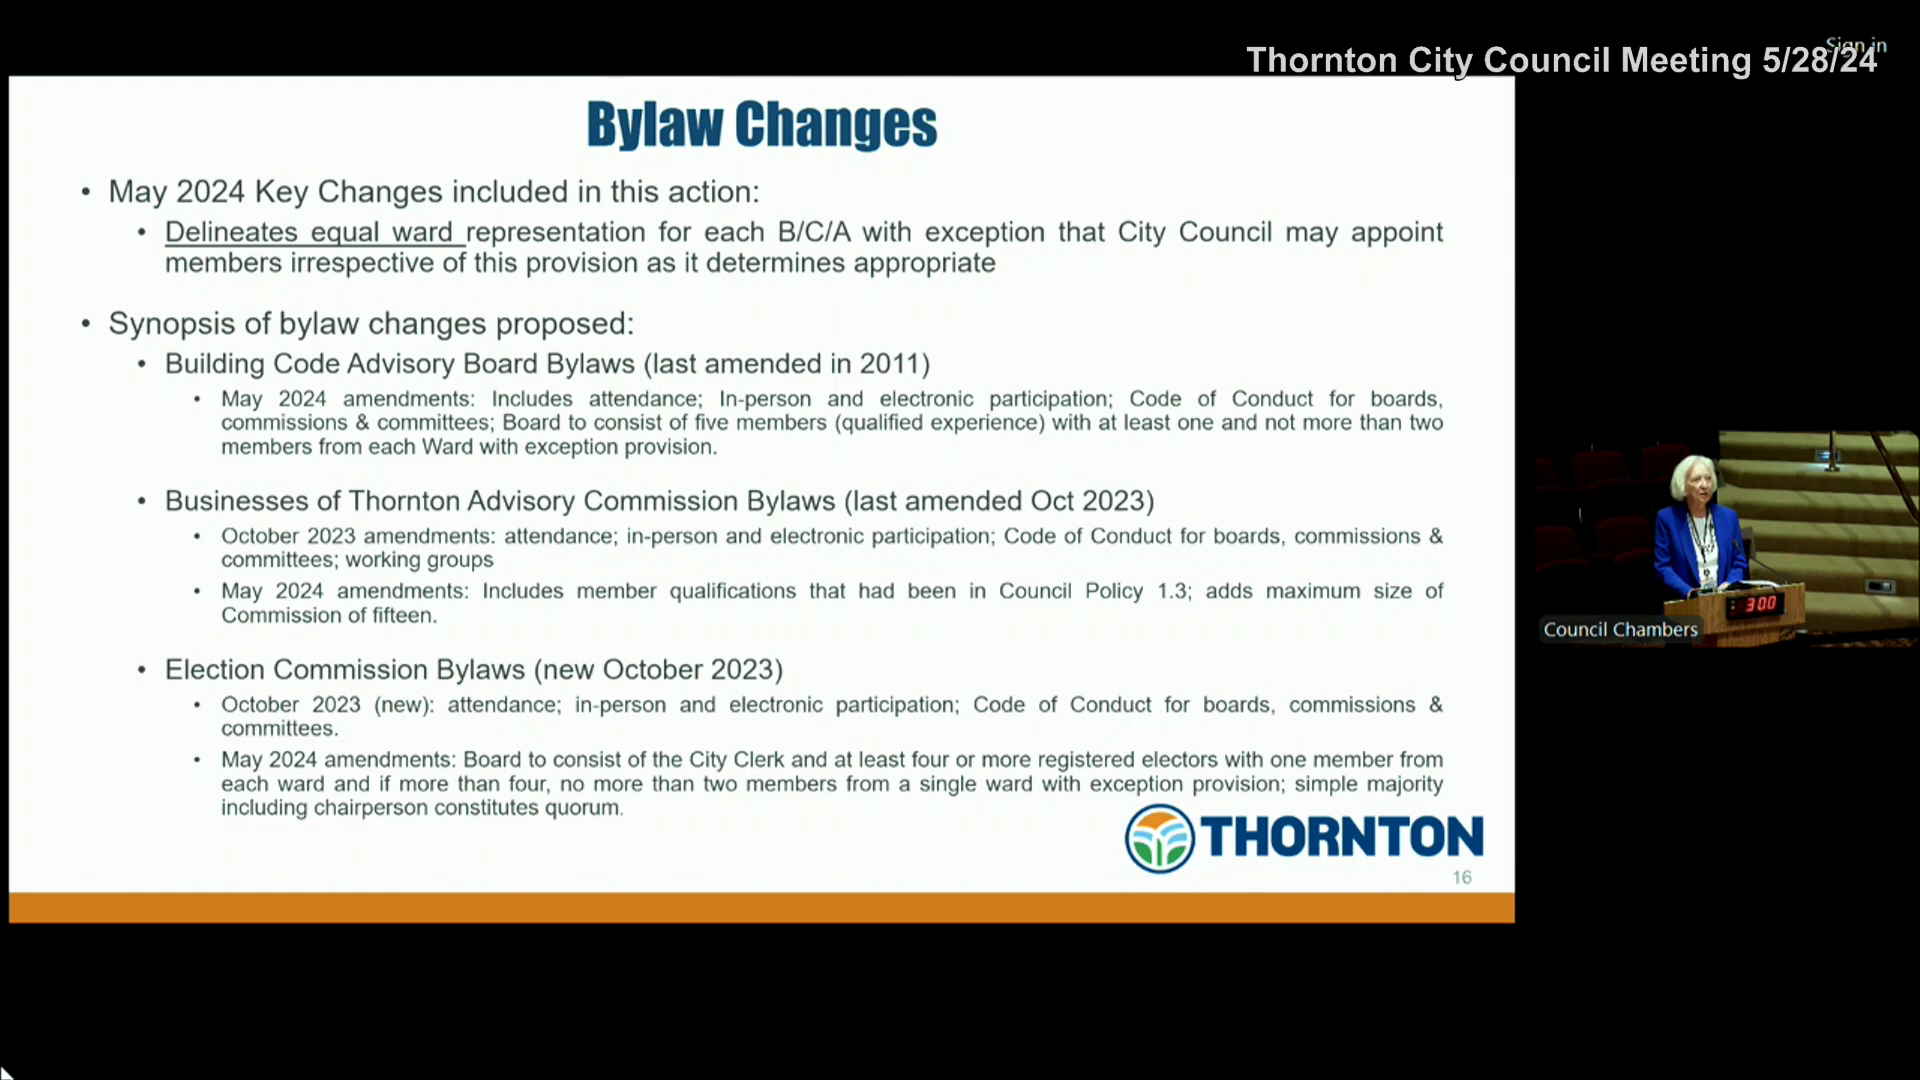 Sign in
Thornton City Council Meeting 5/28/24
Bylaw Changes
• May 2024 Key Changes included in this action:
• Delineates equal ward representation for each B/C/A with exception that City Council may appoint
members irrespective of this provision as it determines appropriate
• Synopsis of bylaw changes proposed:
• Building Code Advisory Board Bylaws (last amended in 2011)
• May 2024 amendments: Includes attendance; In-person and electronic participation; Code of Conduct for boards,
commissions & committees; Board to consist of five members (qualified experience) with at least one and not more than two
members from each Ward with exception provision.
• Businesses of Thornton Advisory Commission Bylaws (last amended Oct 2023)
• October 2023 amendments: attendance; in-person and electronic participation; Code of Conduct for boards, commissions &
committees; working groups
• May 2024 amendments: Includes member qualifications that had been in Council Policy 1.3; adds maximum size of
Commission of fifteen.
• Election Commission Bylaws (new October 2023)
• October 2023 (new): attendance; in-person and electronic participation; Code of Conduct for boards, commissions &
committees.
• May 2024 amendments: Board to consist of the City Clerk and at least four or more registered electors with one member from
each ward and if more than four, no more than two members from a single ward with exception provision; simple majority
including chairperson constitutes quorum.
THORNTON
16
300
Council Chambers